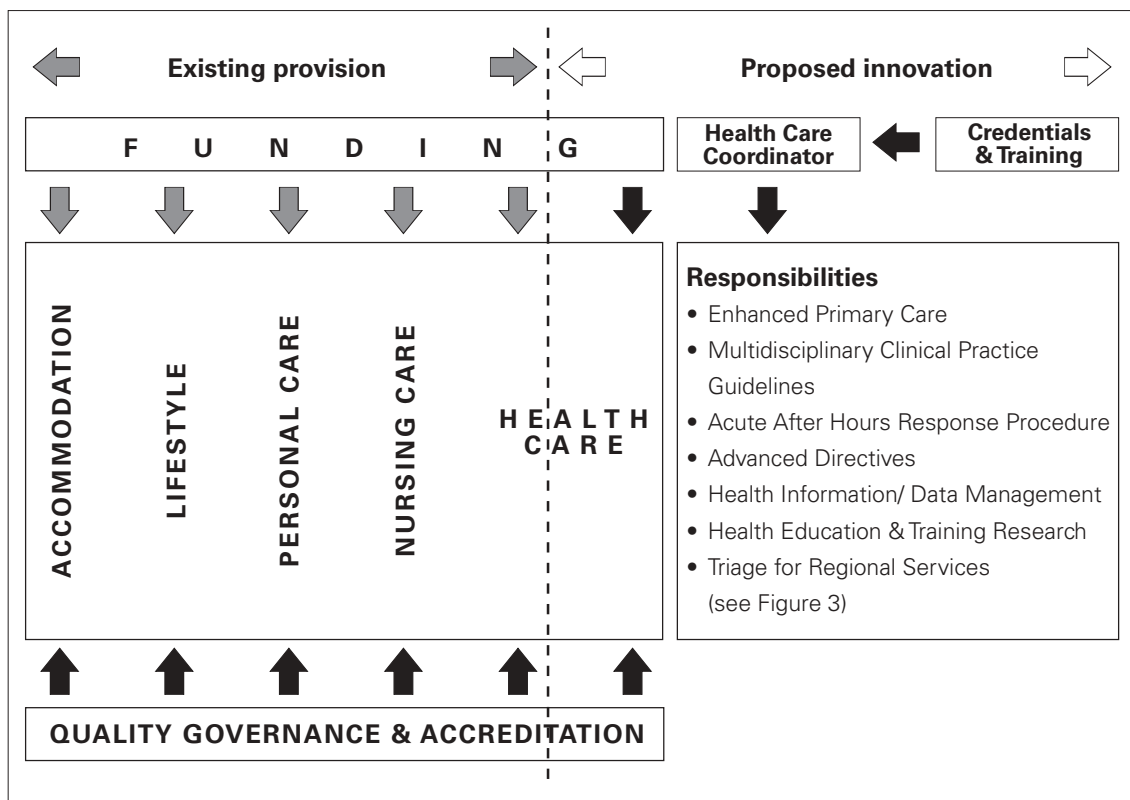 Existing provision
Proposed innovation
F U N D I N G
Health Care
Coordinator
Credentials
& Training
ACCOMMODATION
LIFESTYLE
PERSONAL CARE
NURSING CARE
HEALTH
CARE
Responsibilities
• Enhanced Primary Care
• Multidisciplinary Clinical Practice
Guidelines
• Acute After Hours Response Procedure
• Advanced Directives
• Health Information/ Data Management
• Health Education & Training Research
• Triage for Regional Services
(see Figure 3)
QUALITY GOVERNANCE & ACCREDITATION